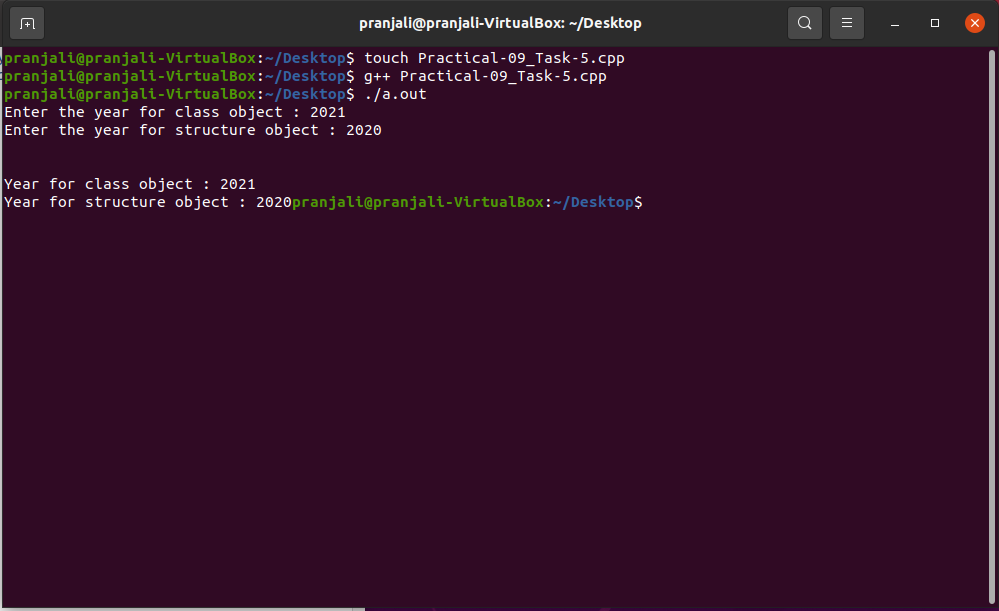 pranjali@pranjali-VirtualBox: ~/Desktop
pranjali@pranjali-VirtualBox:~/Desktop$ touch Practical-09_Task-5.cpp
pranjali@pranjali-VirtualBox:~/Desktop$ g++ Practical-09_Task-5.cpp
pranjali@pranjali-VirtualBox:~/Desktop$ ./a.out
Enter the year for class object : 2021
Enter the year for structure object : 2020
Year for class object : 2021
Year for structure object : 2020pranjali@pranjali-VirtualBox:~/Desktop$